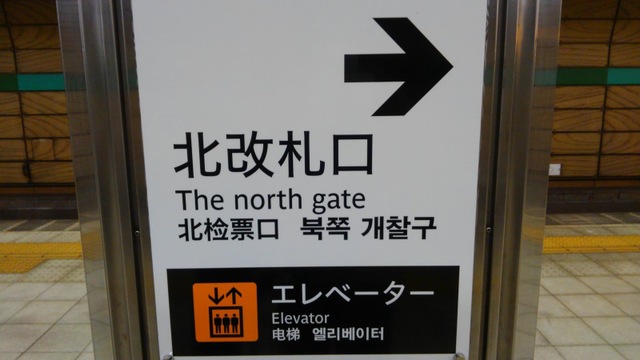 北改札口
The north gate
北检票口 북쪽 개찰구
エレベーター
Elevator
电梯 엘리베이터